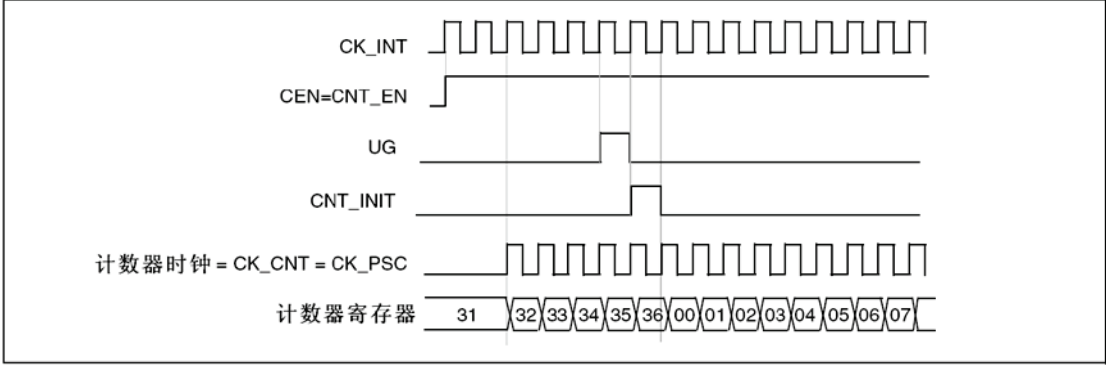 CK_INT
CEN=CNT_EN
UG
CNT_INIT
计数器时钟 = CK_CNT = CK_PSC
计数器寄存器 31 32 33 34 35 36 00 01 02 03 04 05 06 07